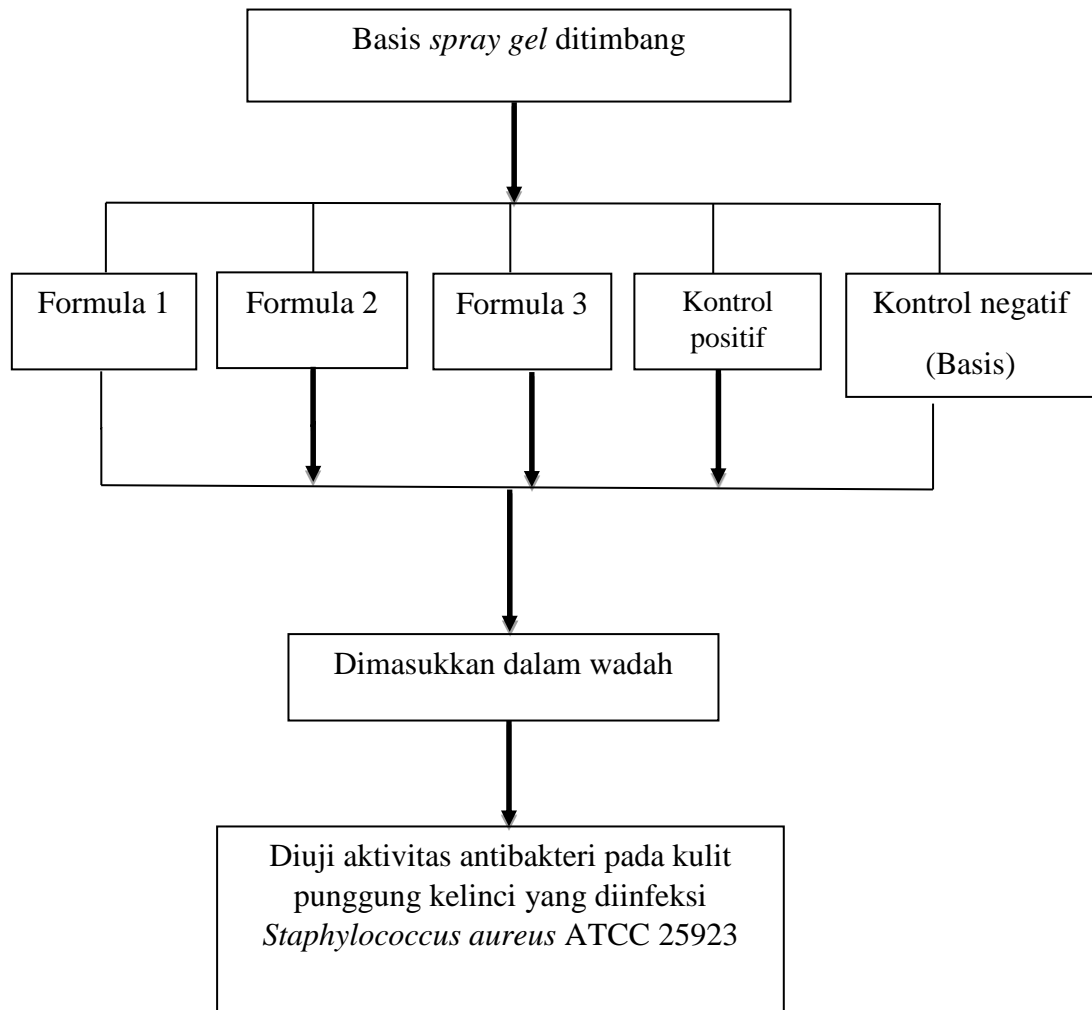 Basis spray gel ditimbang
Formula 1
Formula 2
Formula 3
Kontrol
positif
Kontrol negatif
(Basis)
Dimasukkan dalam wadah
Diuji aktivitas antibakteri pada kulit
punggung kelinci yang diinfeksi
Staphylococcus aureus ATCC 25923